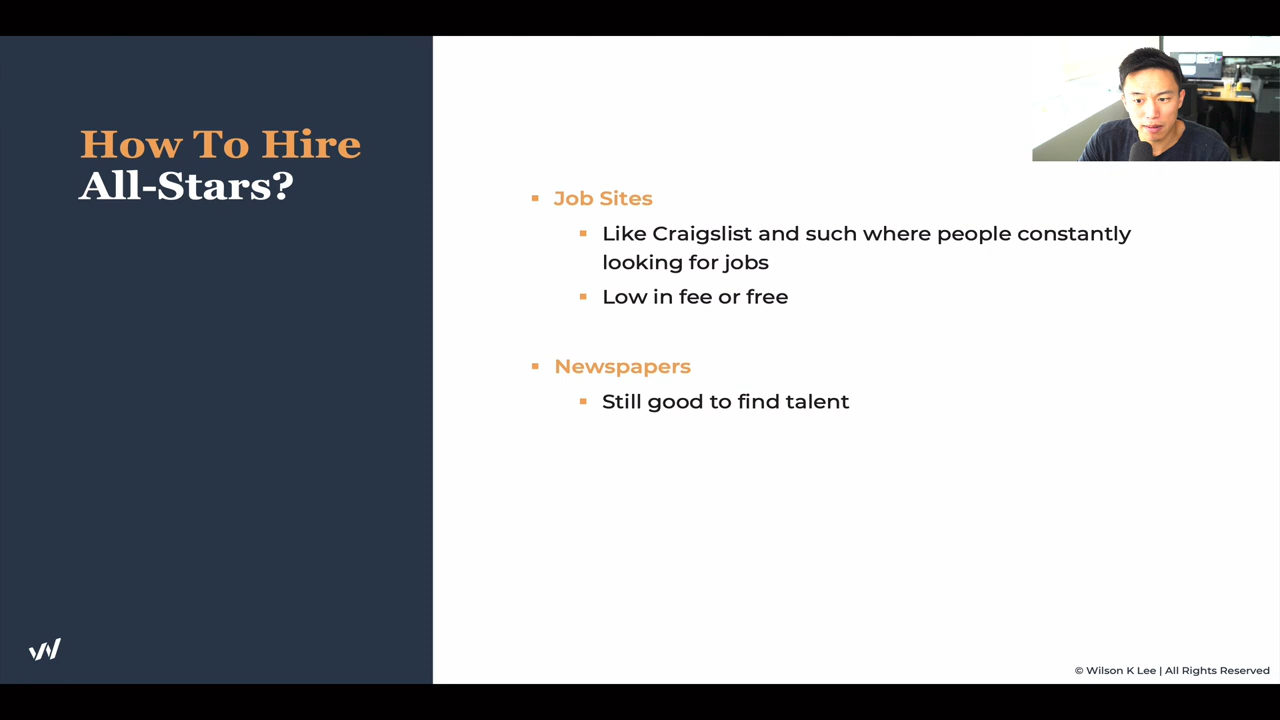 How To Hire
All-Stars?
Job Sites
Like Craigslist and such where people constantly
looking for jobs
Low in fee or free
Newspapers
Still good to find talent
© Wilson K Lee | All Rights Reserved